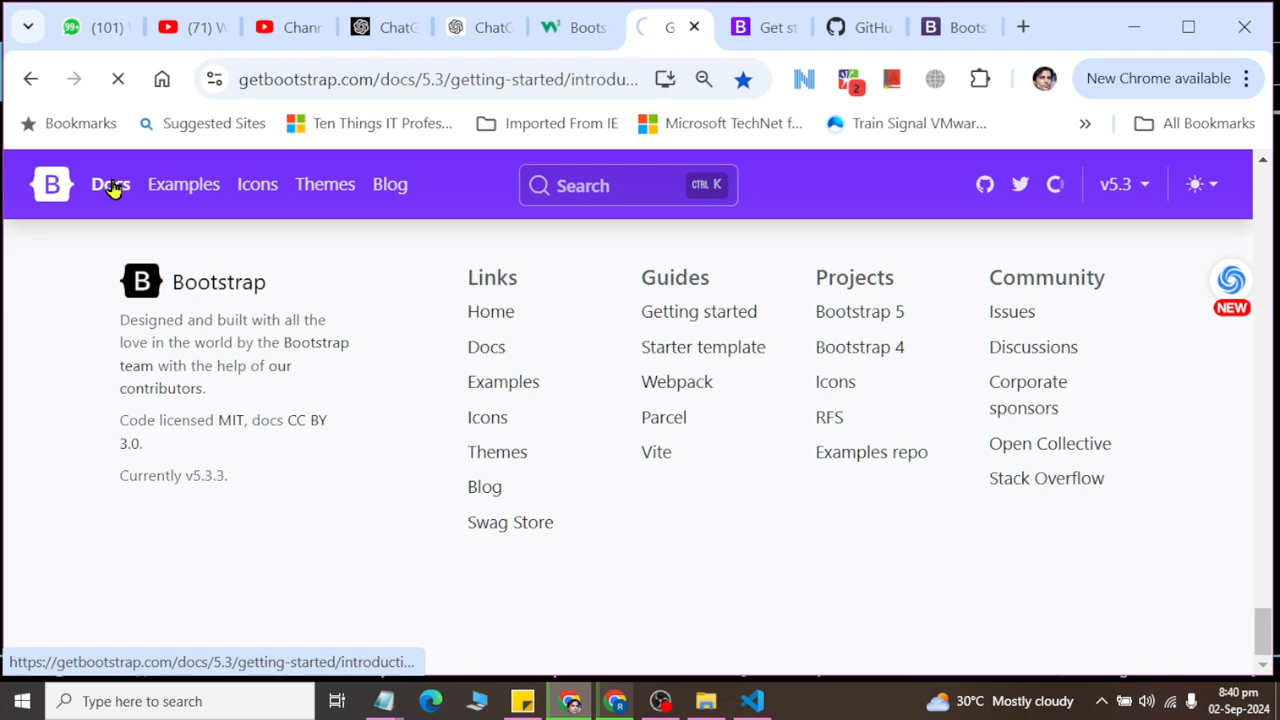 99+ (101)
(71) W
Chann
ChatG
ChatG
Boots
G
Get st
GitHu
Boots
getbootstrap.com/docs/5.3/getting-started/introdu...
2
New Chrome available
Bookmarks
Suggested Sites
Ten Things IT Profes...
Imported From IE
Microsoft TechNet f...
Train Signal VMwar...
All Bookmarks
B Docs Examples Icons Themes Blog
Search CTRL K
v5.3
B Bootstrap
Designed and built with all the
love in the world by the Bootstrap
team with the help of our
contributors.
Code licensed MIT, docs CC BY
3.0.
Currently v5.3.3.
Links
Home
Docs
Examples
Icons
Themes
Blog
Swag Store
Guides
Getting started
Starter template
Webpack
Parcel
Vite
Projects
Bootstrap 5
Bootstrap 4
Icons
RFS
Examples repo
Community
Issues
Discussions
Corporate
sponsors
Open Collective
Stack Overflow
NEW
https://getbootstrap.com/docs/5.3/getting-started/introducti...
Type here to search
30°C Mostly cloudy
8:40 pm
02-Sep-2024